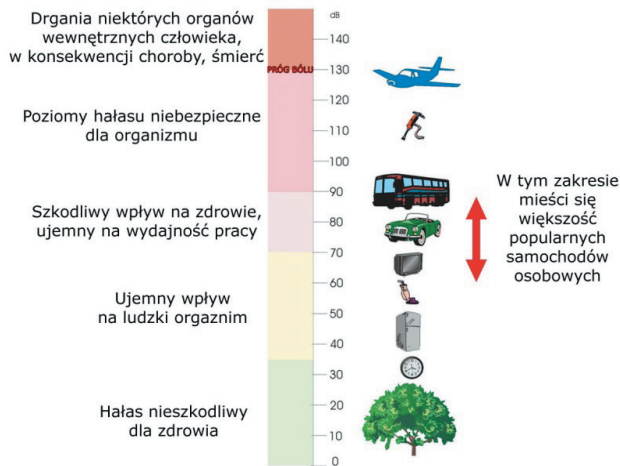 Drgania niektórych organów
wewnętrznych człowieka,
w konsekwencji choroby, śmierć
Poziomy hałasu niebezpieczne
dla organizmu
Szkodliwy wpływ na zdrowie,
ujemny na wydajność pracy
Ujemny wpływ
na ludzki orgaznim
Hałas nieszkodliwy
dla zdrowia
PRÓG BÓLU
dB
140
130
120
110
100
90
80
70
60
50
40
30
20
10
0
W tym zakresie
mieści się
większość
popularnych
samochodów
osobowych